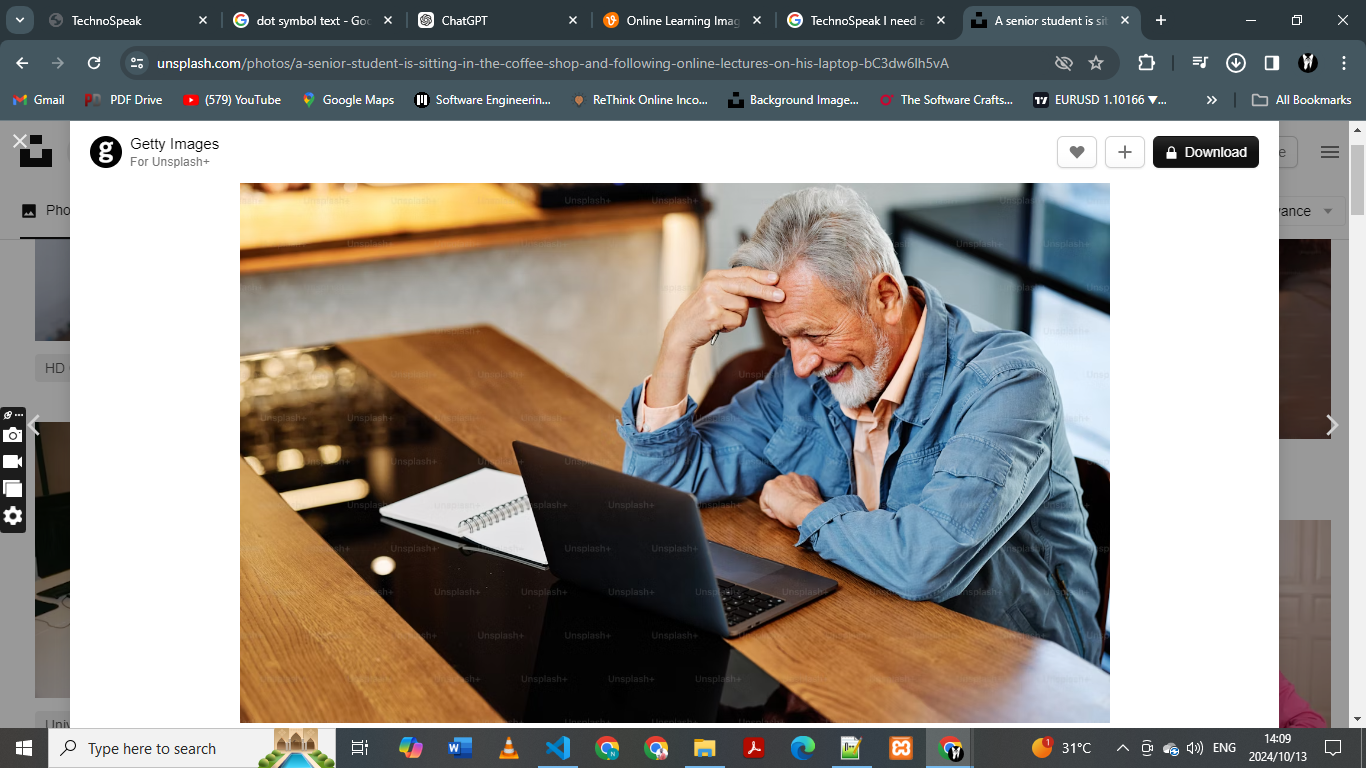 TechnoSpeak
dot symbol text - Goo
ChatGPT
Online Learning Imag
TechnoSpeak I need a
A senior student is sit
unsplash.com/photos/a-senior-student-is-sitting-in-the-coffee-shop-and-following-online-lectures-on-his-laptop-bC3dw6lh5vA
Gmail
PDF Drive
(579) YouTube
Google Maps
Software Engineerin...
ReThink Online Inco...
Background Image...
The Software Crafts...
EURUSD 1.10166 ▼...
»
All Bookmarks
g
Getty Images
For Unsplash+
Download
e
Pho
vance
HD
Univ
Unsplash+
Type here to search
31°C
ENG
14:09
2024/10/13